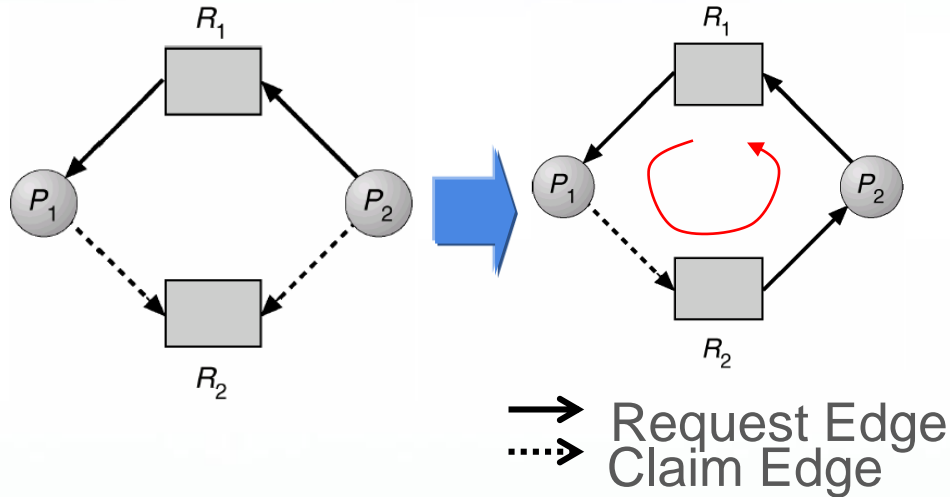 R1
P1
P2
R2
R1
P1
P2
R2
Request Edge
Claim Edge